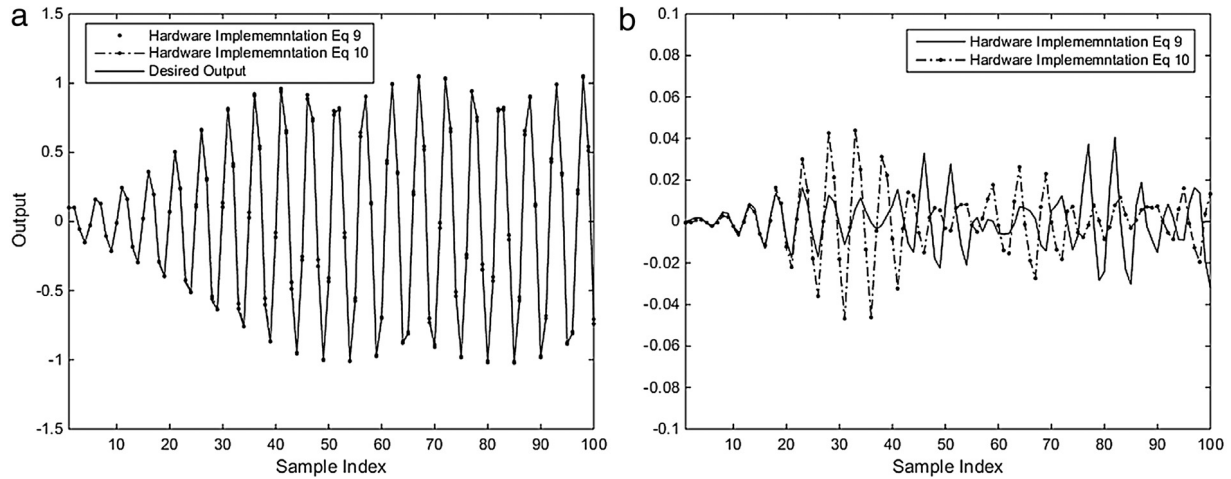 a
1.5
1
0.5
0
-0.5
-1
-1.5
Output
10 20 30 40 50 60 70 80 90 100
Sample Index
Hardware Implememntation Eq 9
Hardware Implememntation Eq 10
Desired Output
b
0.1
0.08
0.06
0.04
0.02
0
-0.02
-0.04
-0.06
-0.08
-0.1
10 20 30 40 50 60 70 80 90 100
Sample Index
Hardware Implememntation Eq 9
Hardware Implememntation Eq 10